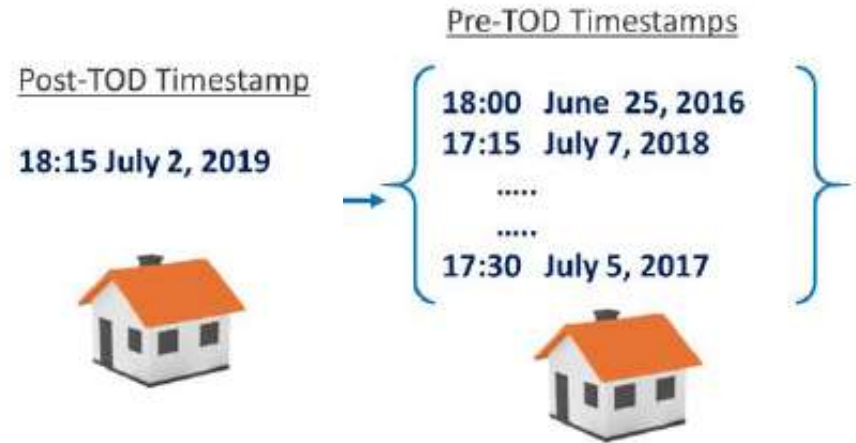 Post-TOD Timestamp
18:15 July 2, 2019
Pre-TOD Timestamps
18:00 June 25, 2016
17:15 July 7, 2018
.....
.....
17:30 July 5, 2017